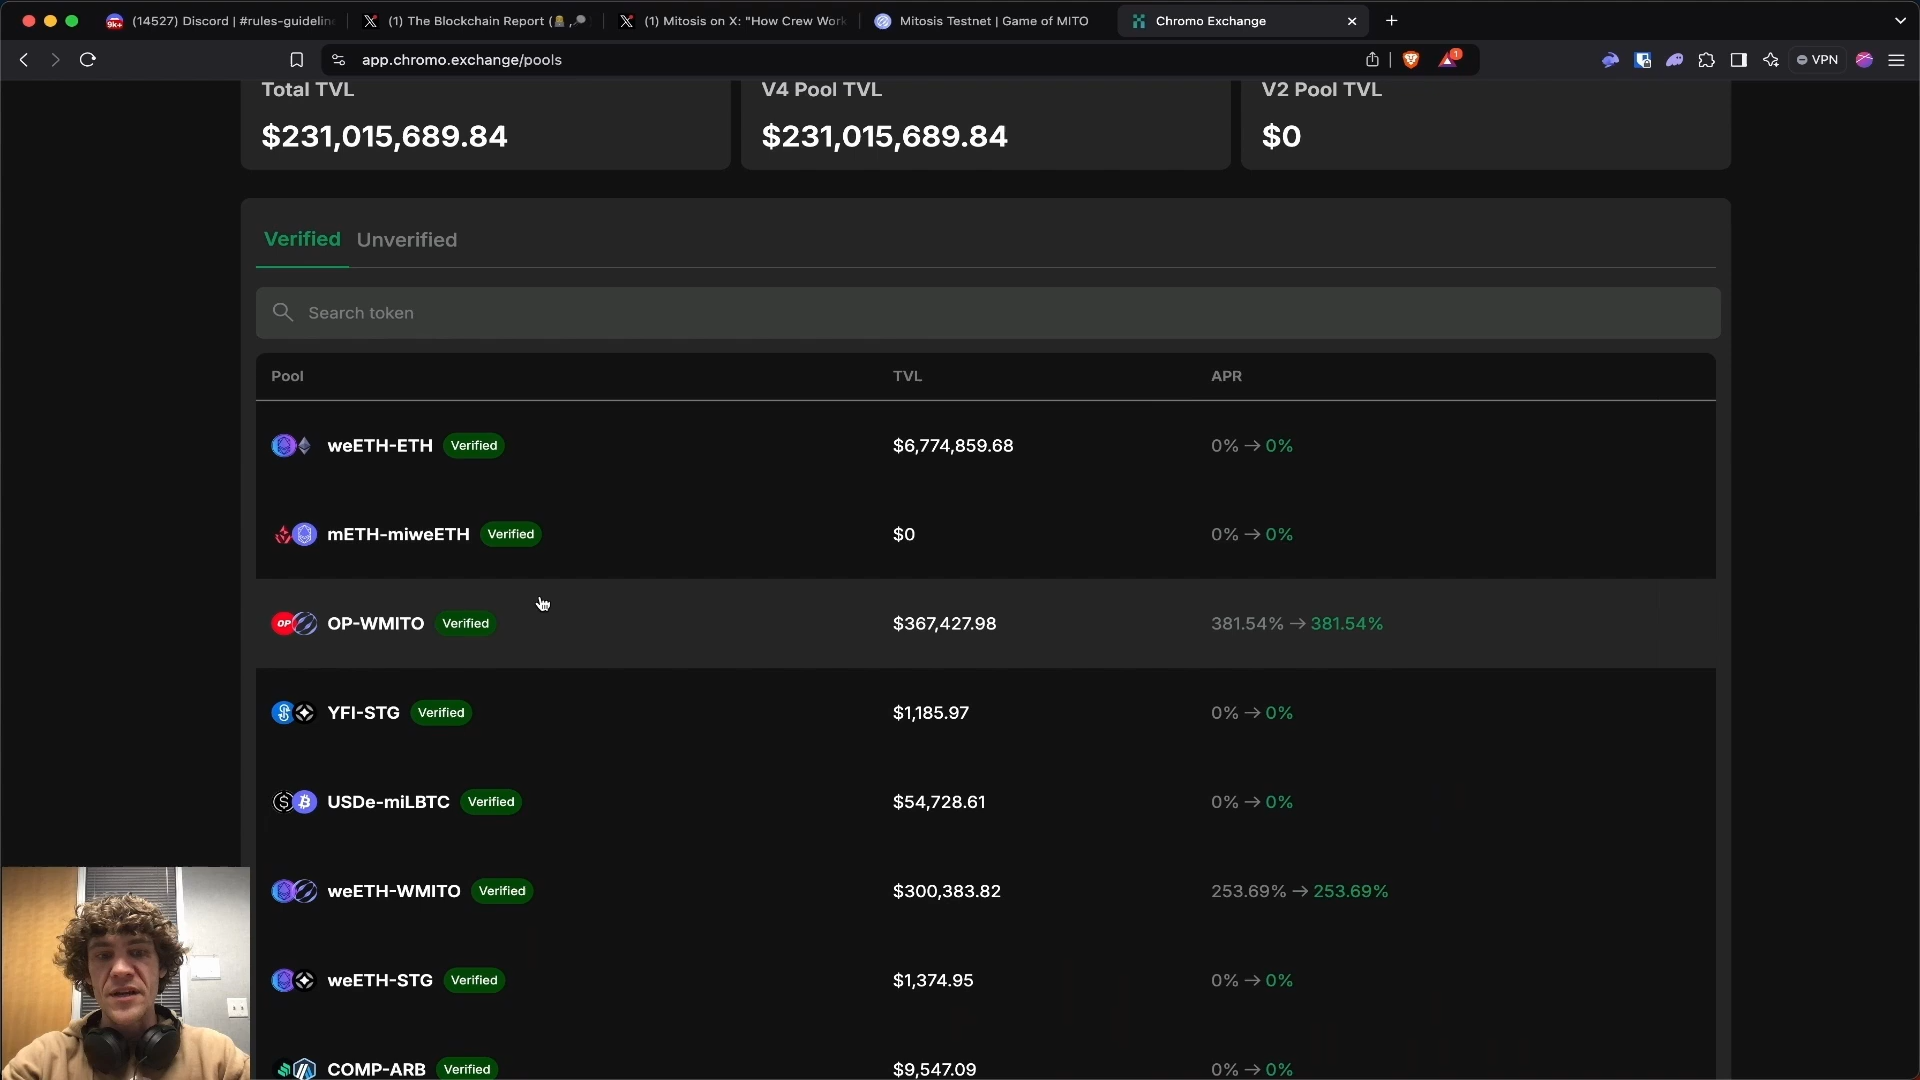 (14527) Discord | #rules-guideline
(1) The Blockchain Report (
(1) Mitosis on X: "How Crew Work
Mitosis Testnet | Game of MITO
Chromo Exchange
app.chromo.exchange/pools
1
VPN
Total TVL
V4 Pool TVL
V2 Pool TVL
$231,015,689.84
$231,015,689.84
$0
Verified
Unverified
Search token
Pool
TVL
APR
weETH-ETH Verified $6,774,859.68 0% → 0%
mETH-miweETH Verified $0 0% → 0%
OP OP-WMITO Verified $367,427.98 381.54% → 381.54%
YFI-STG Verified $1,185.97 0% → 0%
USDe-miLBTC Verified $54,728.61 0% → 0%
weETH-WMITO Verified $300,383.82 253.69% → 253.69%
weETH-STG Verified $1,374.95 0% → 0%
COMP-ARB Verified $9,547.09 0% → 0%